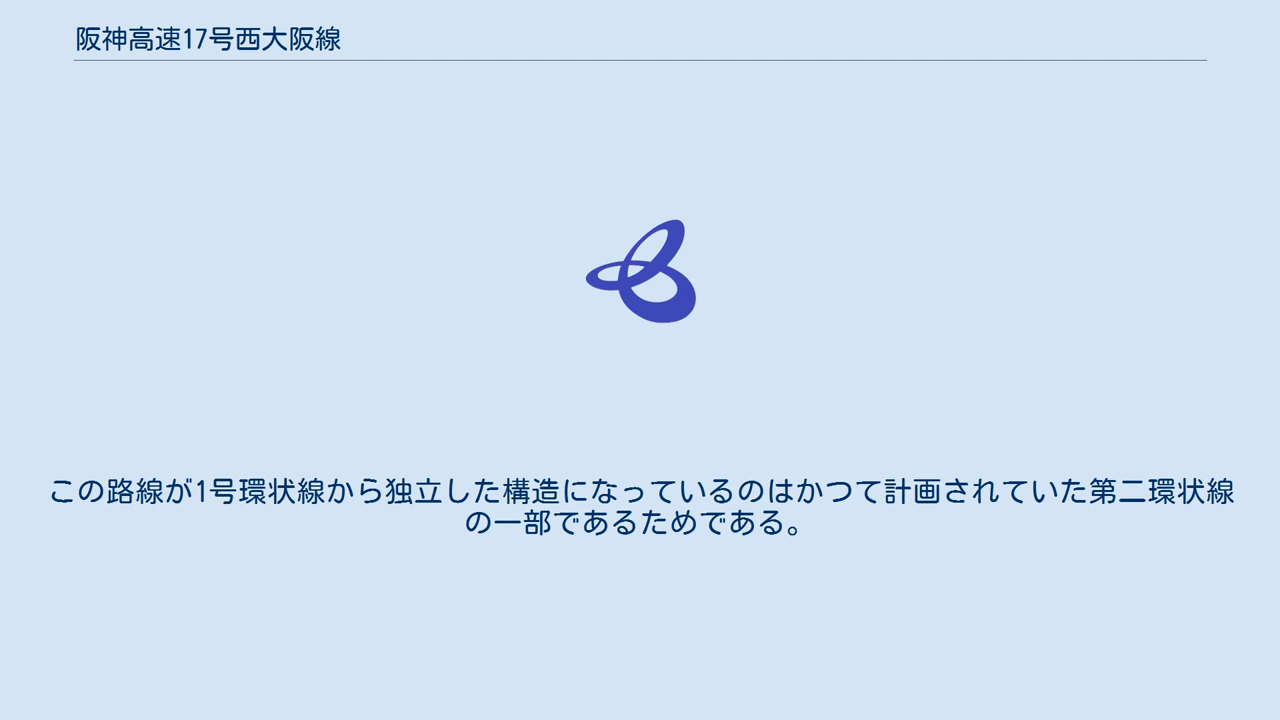 阪神高速17号西大阪線
この路線が1号環状線から独立した構造になっているのはかつて計画されていた第二環状線
の一部であるためである。